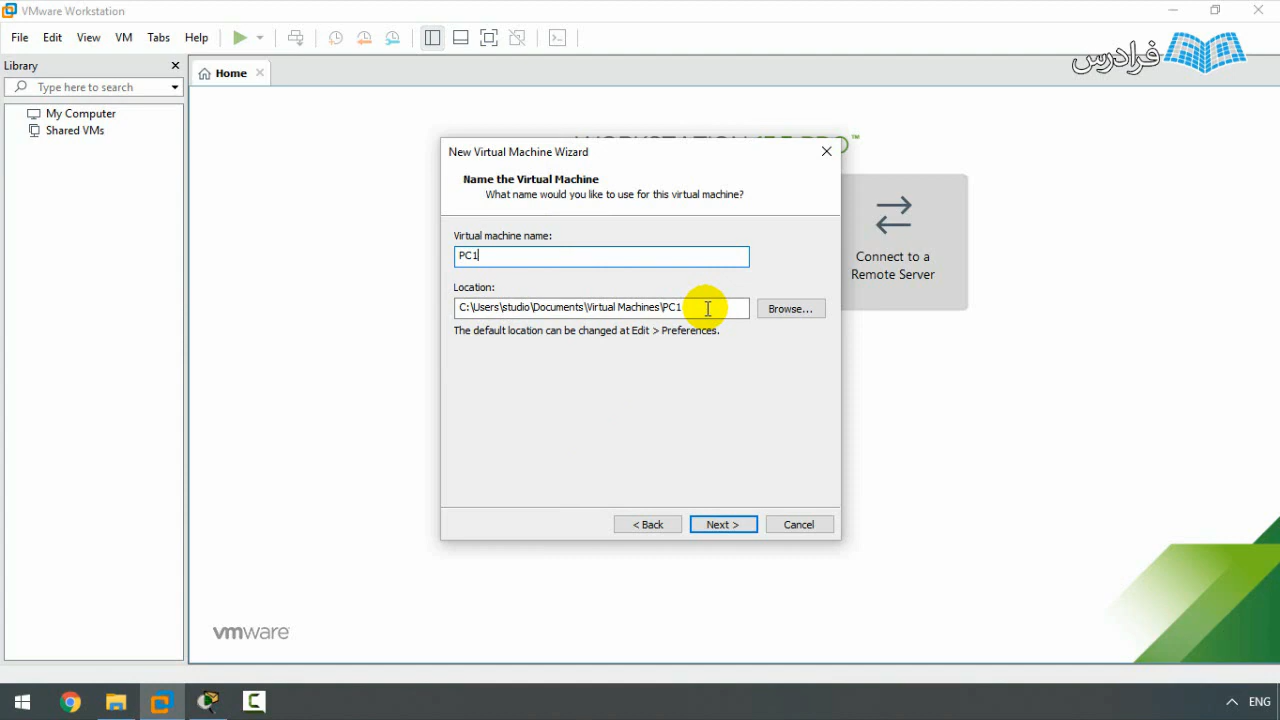 VMware Workstation
File Edit View VM Tabs Help
فرادرس
Library
Type here to search
My Computer
Shared VMs
Home
New Virtual Machine Wizard
Name the Virtual Machine
What name would you like to use for this virtual machine?
Virtual machine name:
PC1
Location:
C:\Users\studio\Documents\Virtual Machines\PC1
Browse...
The default location can be changed at Edit > Preferences.
< Back
Next >
Cancel
Connect to a
Remote Server
vmware
ENG